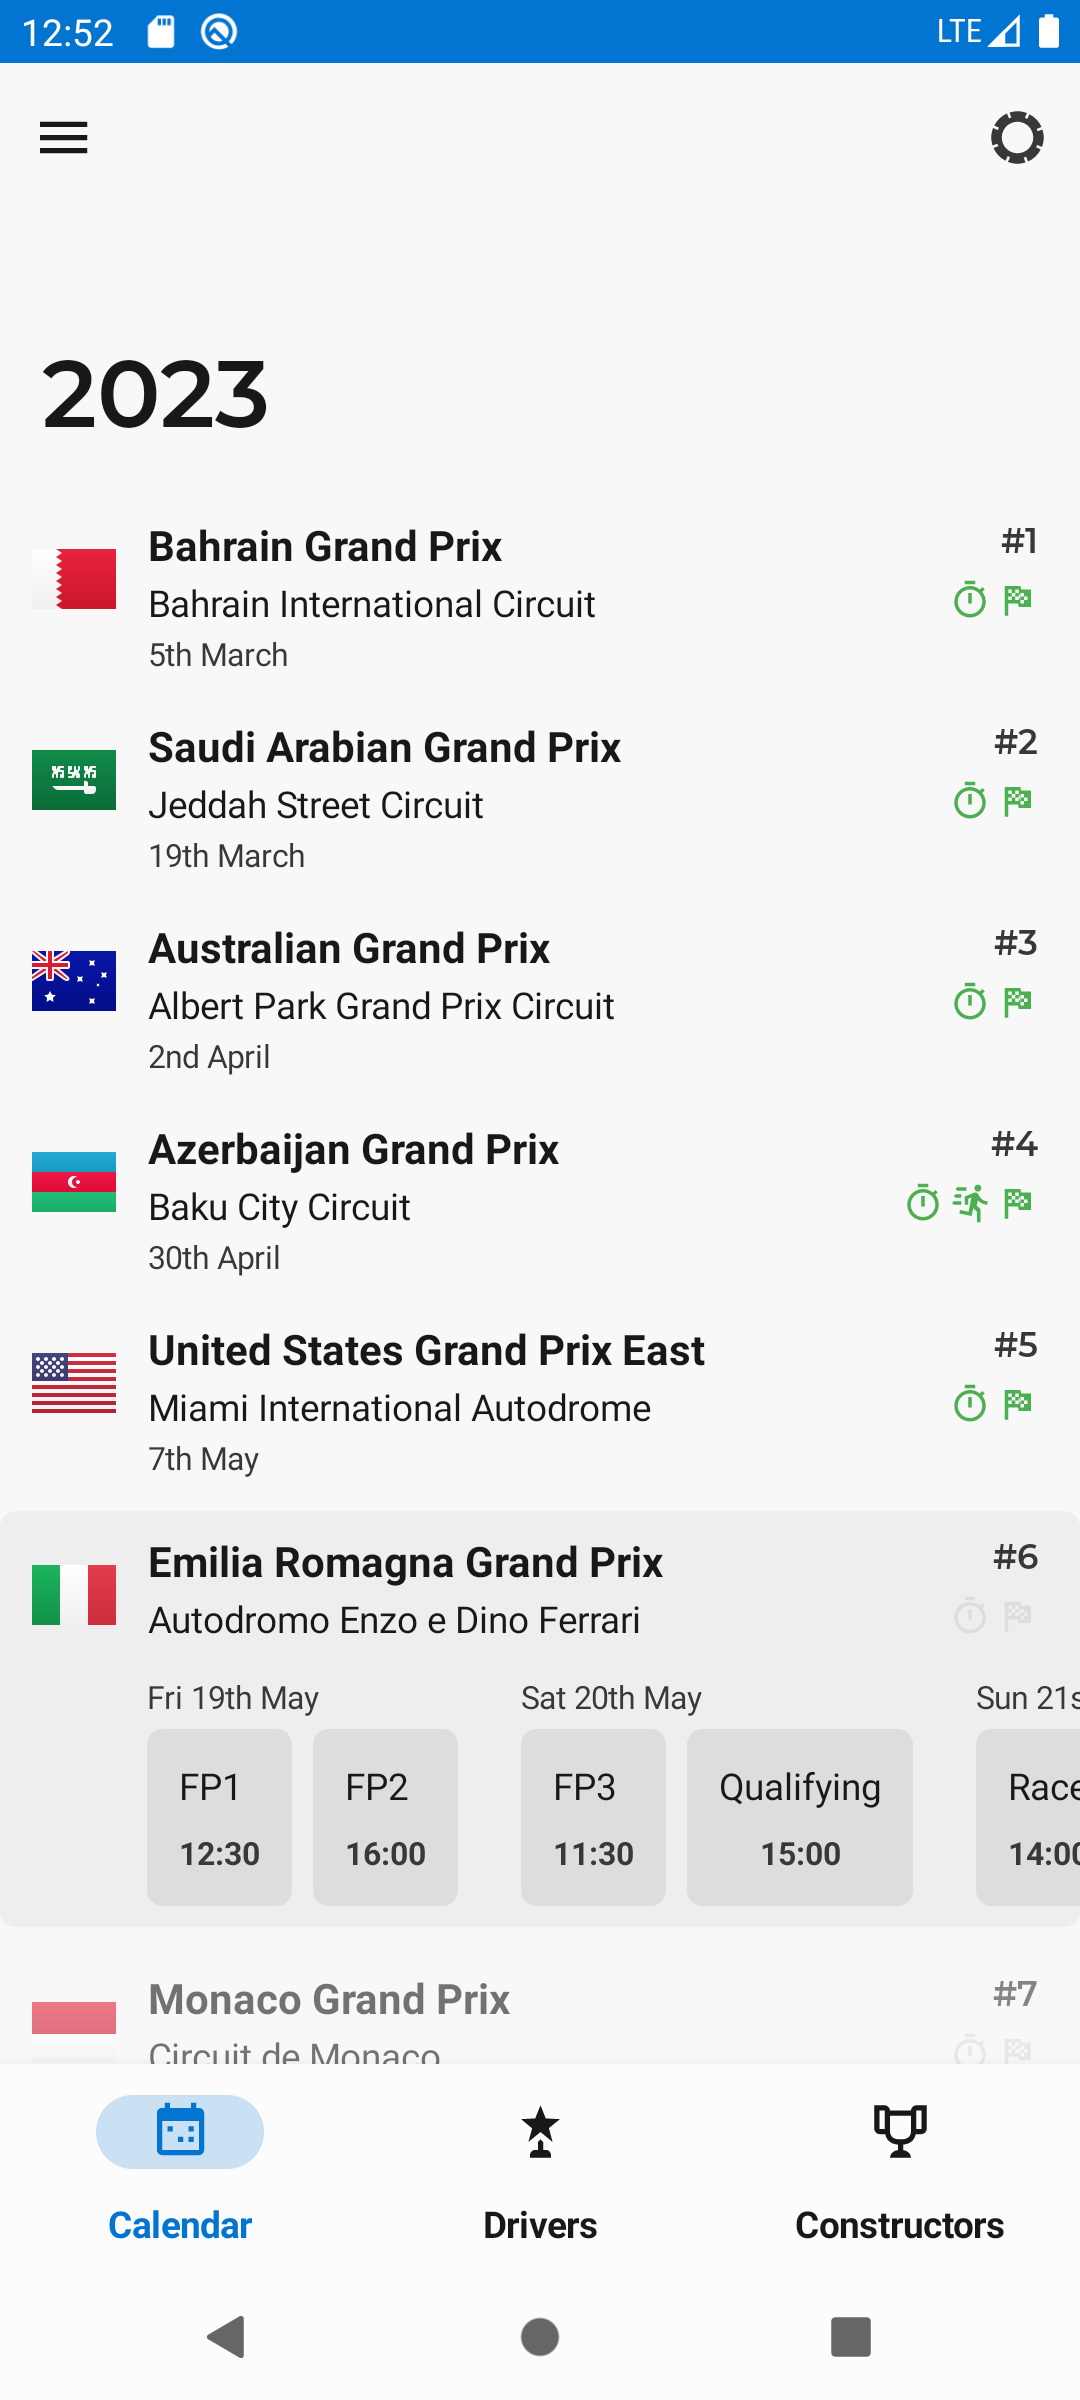 12:52
LTE
2023
Bahrain Grand Prix
#1
Bahrain International Circuit
5th March
Saudi Arabian Grand Prix
#2
Jeddah Street Circuit
19th March
Australian Grand Prix
#3
Albert Park Grand Prix Circuit
2nd April
Azerbaijan Grand Prix
#4
Baku City Circuit
30th April
United States Grand Prix East
#5
Miami International Autodrome
7th May
Emilia Romagna Grand Prix
#6
Autodromo Enzo e Dino Ferrari
Fri 19th May Sat 20th May Sun 21s
FP1 FP2 FP3 Qualifying Race
12:30 16:00 11:30 15:00 14:00
Monaco Grand Prix
#7
Circuit de Monaco
Calendar Drivers Constructors